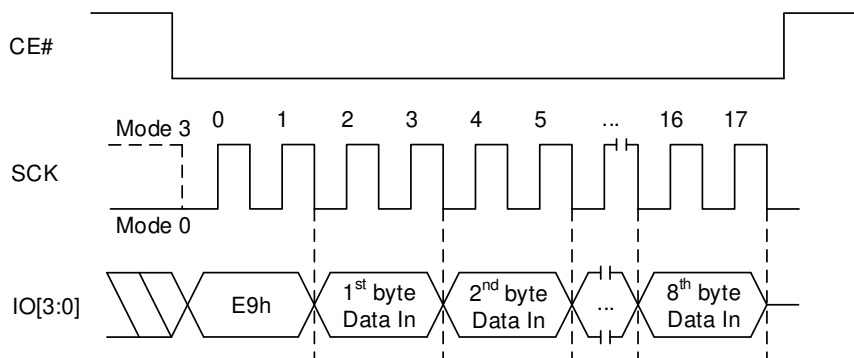 CE#
Mode 3
0 1 2 3 4 5 ... 16 17
SCK
Mode 0
IO[3:0]
E9h
1st byte
Data In
2nd byte
Data In
...
8th byte
Data In